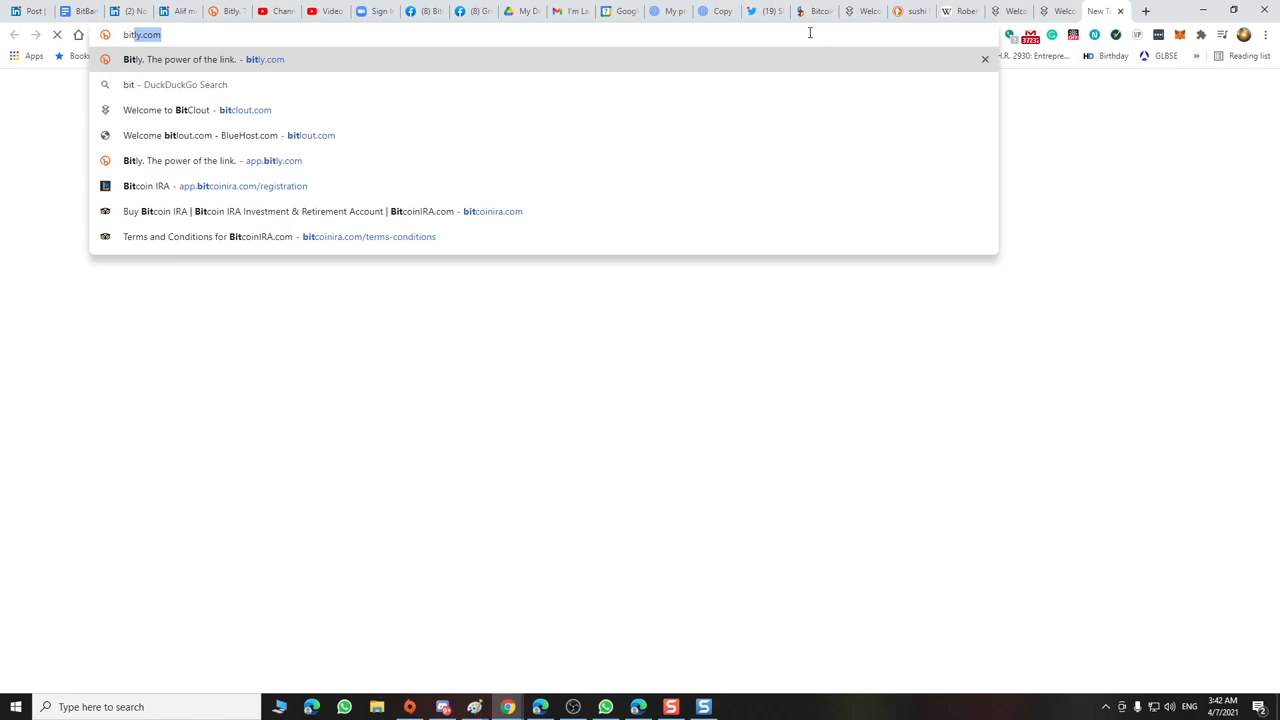 Post | BitBa (2) No Alif m Bitly. T Chan Video Sign I (8) Bit (8) Gr My Dr I'm La Goog My p Copy (19) S Bitcoi Welco sushi Rober Welco Welco New T
bitly.com
Bitly. The power of the link. - bitly.com
bit - DuckDuckGo Search
Welcome to BitClout - bitclout.com
Welcome bitlout.com - BlueHost.com - bitlout.com
Bitly. The power of the link. - app.bitly.com
Bitcoin IRA - app.bitcoinira.com/registration
Buy Bitcoin IRA | Bitcoin IRA Investment & Retirement Account | BitcoinIRA.com - bitcoinira.com
Terms and Conditions for BitcoinIRA.com - bitcoinira.com/terms-conditions
Apps Book H.R. 2930: Entrepre... HD Birthday GLBSE » Reading list
Type here to search
ENG
3:42 AM
4/7/2021